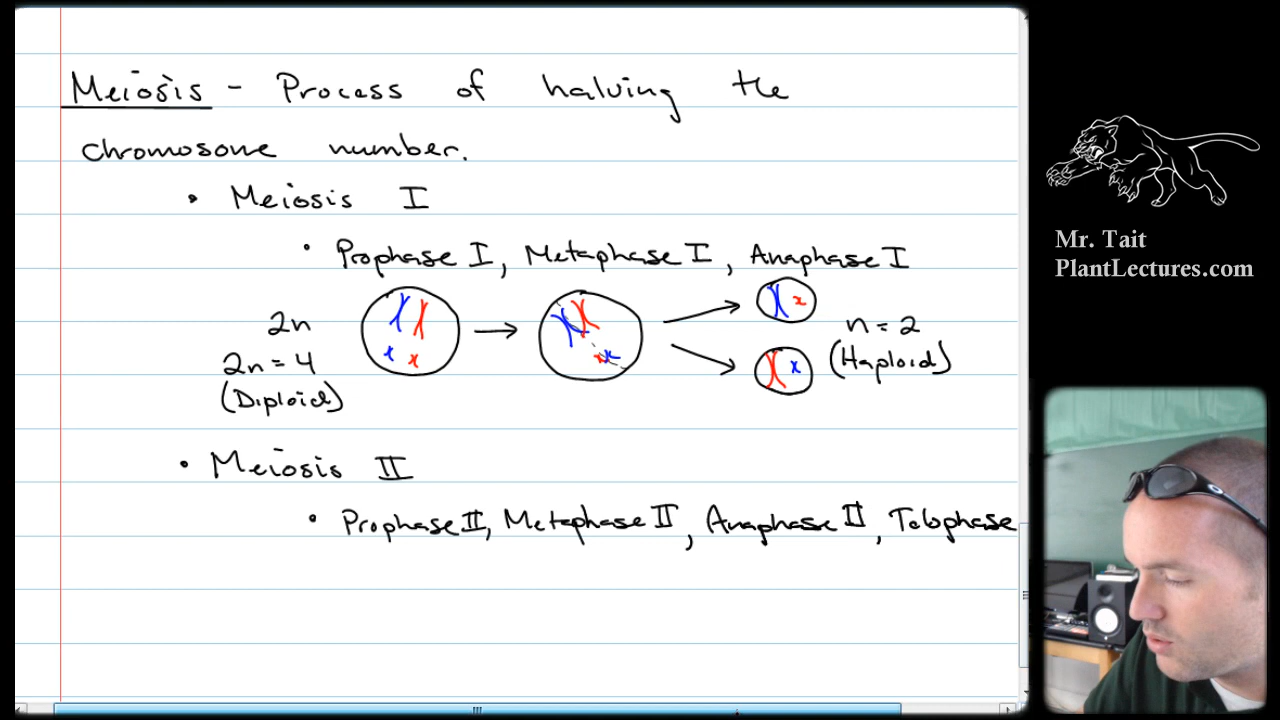 Meiosis - Process of halving the
chromosone number.
• Meiosis I
• Prophase I, Metaphase I, Anaphase I
2n
2n = 4
(Diploid)
n = 2
(Haploid)
• Meiosis II
• Prophase II, Metaphase II, Anaphase II, Telophase
Mr. Tait
PlantLectures.com